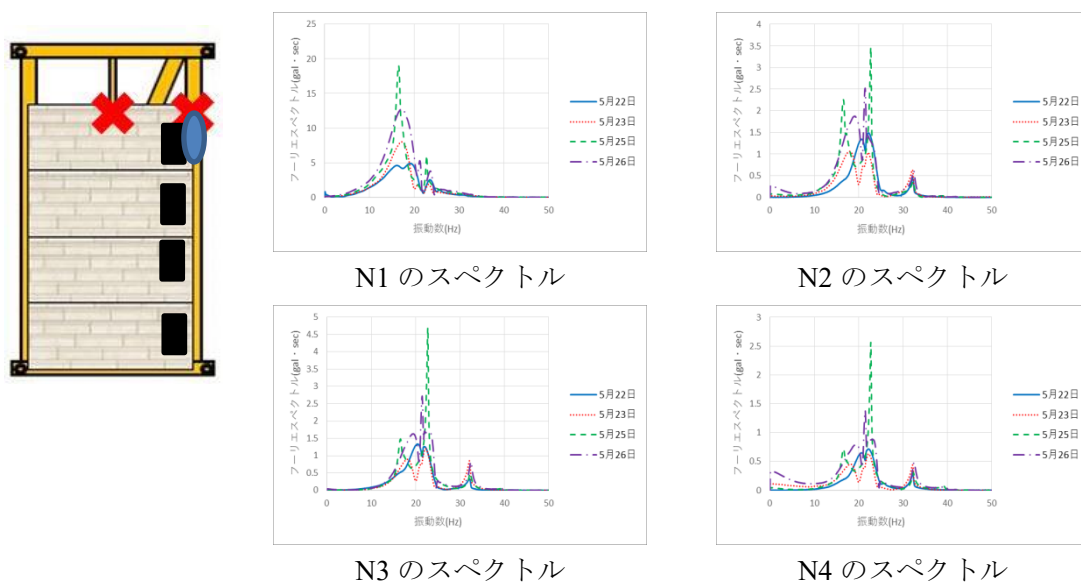 25
20
15
10
5
0
0
10
20
30
40
50
フーリエスペクトル(gal・sec)
振動数(Hz)
5月22日
5月23日
5月25日
5月26日
N1 のスペクトル
4
3.5
3
2.5
2
1.5
1
0.5
0
0
10
20
30
40
50
フーリエスペクトル(gal・sec)
振動数(Hz)
5月22日
5月23日
5月25日
5月26日
N2 のスペクトル
5
4.5
4
3.5
3
2.5
2
1.5
1
0.5
0
0
10
20
30
40
50
フーリエスペクトル(gal・sec)
振動数(Hz)
5月22日
5月23日
5月25日
5月26日
N3 のスペクトル
3
2.5
2
1.5
1
0.5
0
0
10
20
30
40
50
フーリエスペクトル(gal・sec)
振動数(Hz)
5月22日
5月23日
5月25日
5月26日
N4 のスペクトル